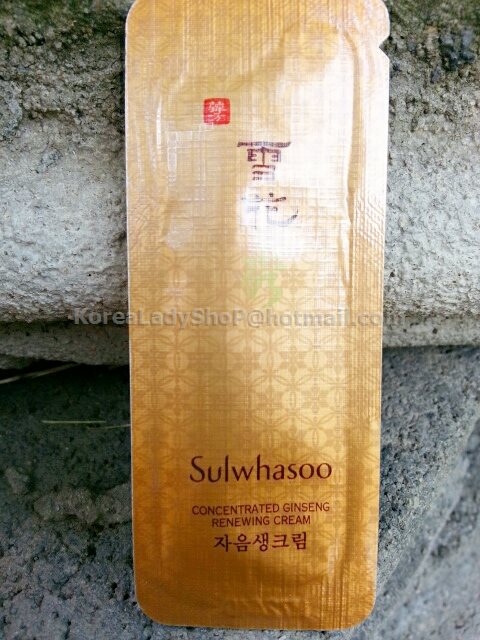 雪
花
KoreaLadyShoP@hotmail.com
Sulwhasoo
CONCENTRATED GINSENG
RENEWING CREAM
자음생크림